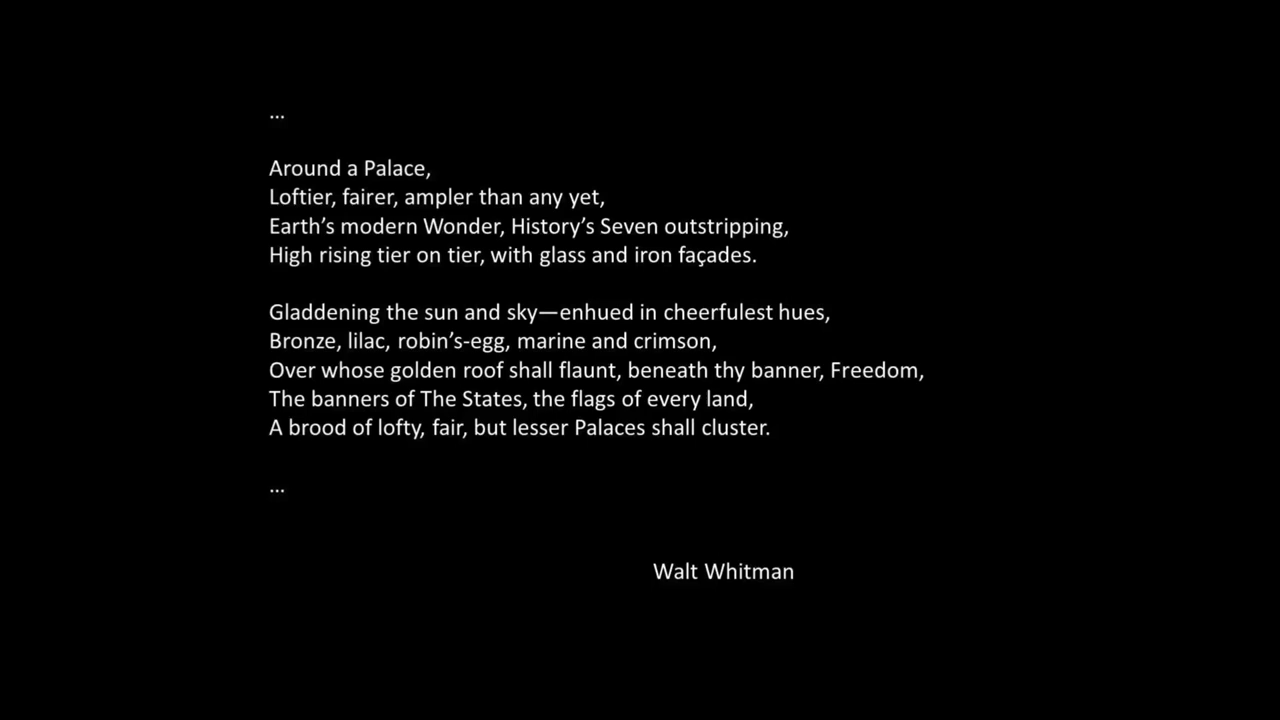 …
Around a Palace,
Loftier, fairer, ampler than any yet,
Earth’s modern Wonder, History’s Seven outstripping,
High rising tier on tier, with glass and iron façades.
Gladdening the sun and sky—enhued in cheerfulest hues,
Bronze, lilac, robin’s-egg, marine and crimson,
Over whose golden roof shall flaunt, beneath thy banner, Freedom,
The banners of The States, the flags of every land,
A brood of lofty, fair, but lesser Palaces shall cluster.
…
Walt Whitman